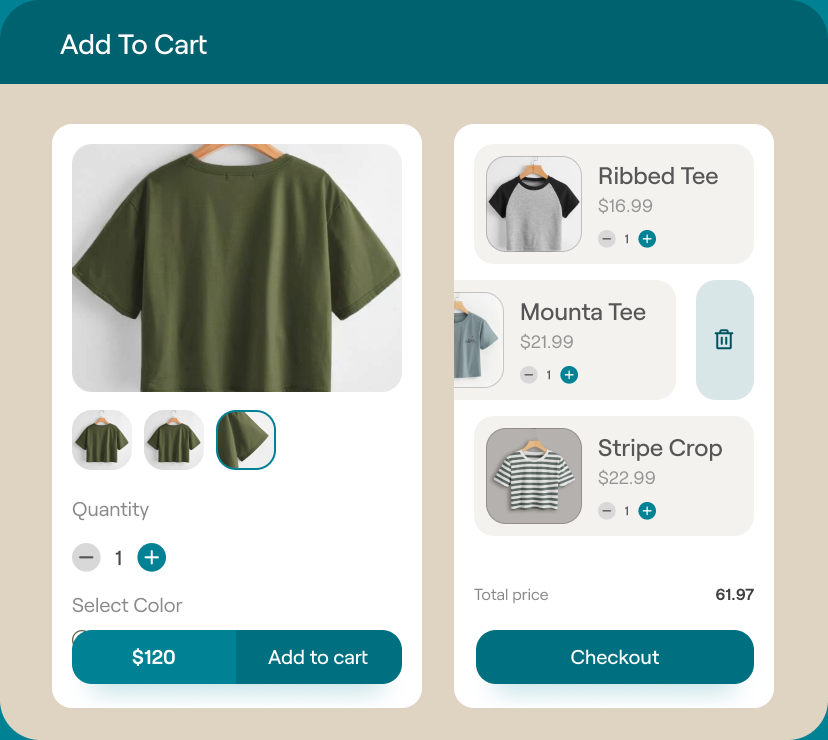 Add To Cart
Quantity
1
Select Color
$120
Add to cart
Ribbed Tee
$16.99
1
Mounta Tee
$21.99
1
Stripe Crop
$22.99
1
Total price
61.97
Checkout